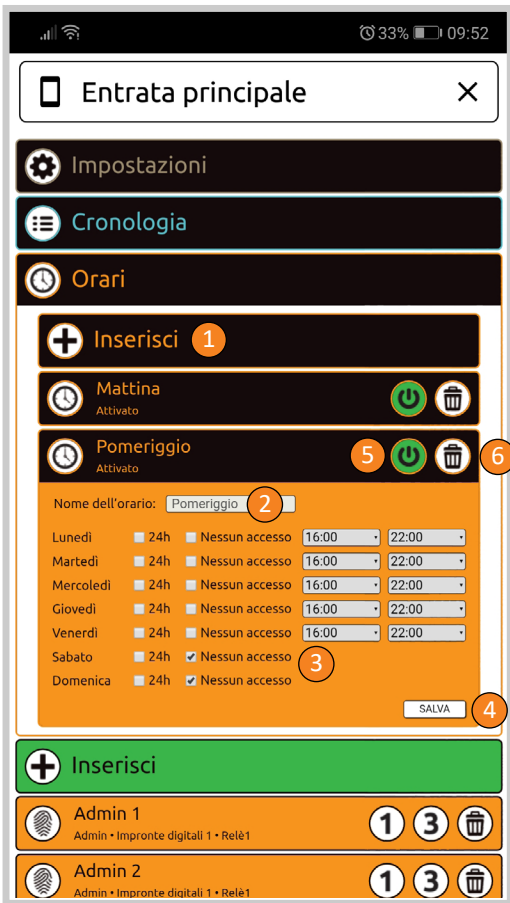 33% 09:52
Entrata principale
Impostazioni
Cronologia
Orari
Inserisci 1
Mattina
Attivato
Pomeriggio
Attivato
5 6
Nome dell'orario: Pomeriggio 2
Lunedì 24h Nessun accesso 16:00 22:00
Martedì 24h Nessun accesso 16:00 22:00
Mercoledì 24h Nessun accesso 16:00 22:00
Giovedì 24h Nessun accesso 16:00 22:00
Venerdì 24h Nessun accesso 16:00 22:00
Sabato 24h Nessun accesso 3
Domenica 24h Nessun accesso
SALVA 4
Inserisci
Admin 1
Admin • Impronte digitali 1 • Relè1
1 3
Admin 2
Admin • Impronte digitali 1 • Relè1
1 3